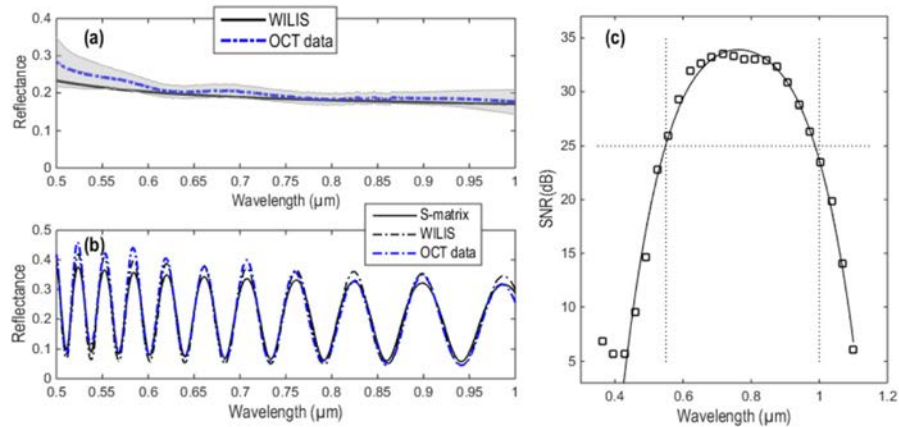 (a)
WILIS
OCT data
Reflectance
0.4
0.3
0.2
0.1
0
0.5 0.55 0.6 0.65 0.7 0.75 0.8 0.85 0.9 0.95 1
Wavelength (μm)
(b)
S-matrix
WILIS
OCT data
Reflectance
0.5
0.4
0.3
0.2
0.1
0
0.5 0.55 0.6 0.65 0.7 0.75 0.8 0.85 0.9 0.95 1
Wavelength (μm)
(c)
SNR(dB)
35
30
25
20
15
10
5
0.4 0.6 0.8 1 1.2
Wavelength (μm)